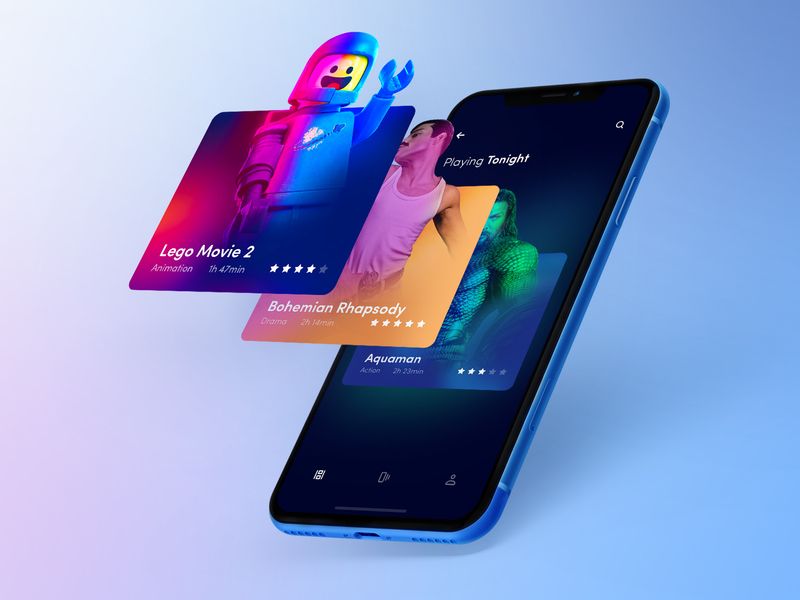 Playing Tonight
Lego Movie 2
Animation 1h 47min
Bohemian Rhapsody
Drama 2h 14min
Aquaman
Action 2h 23min